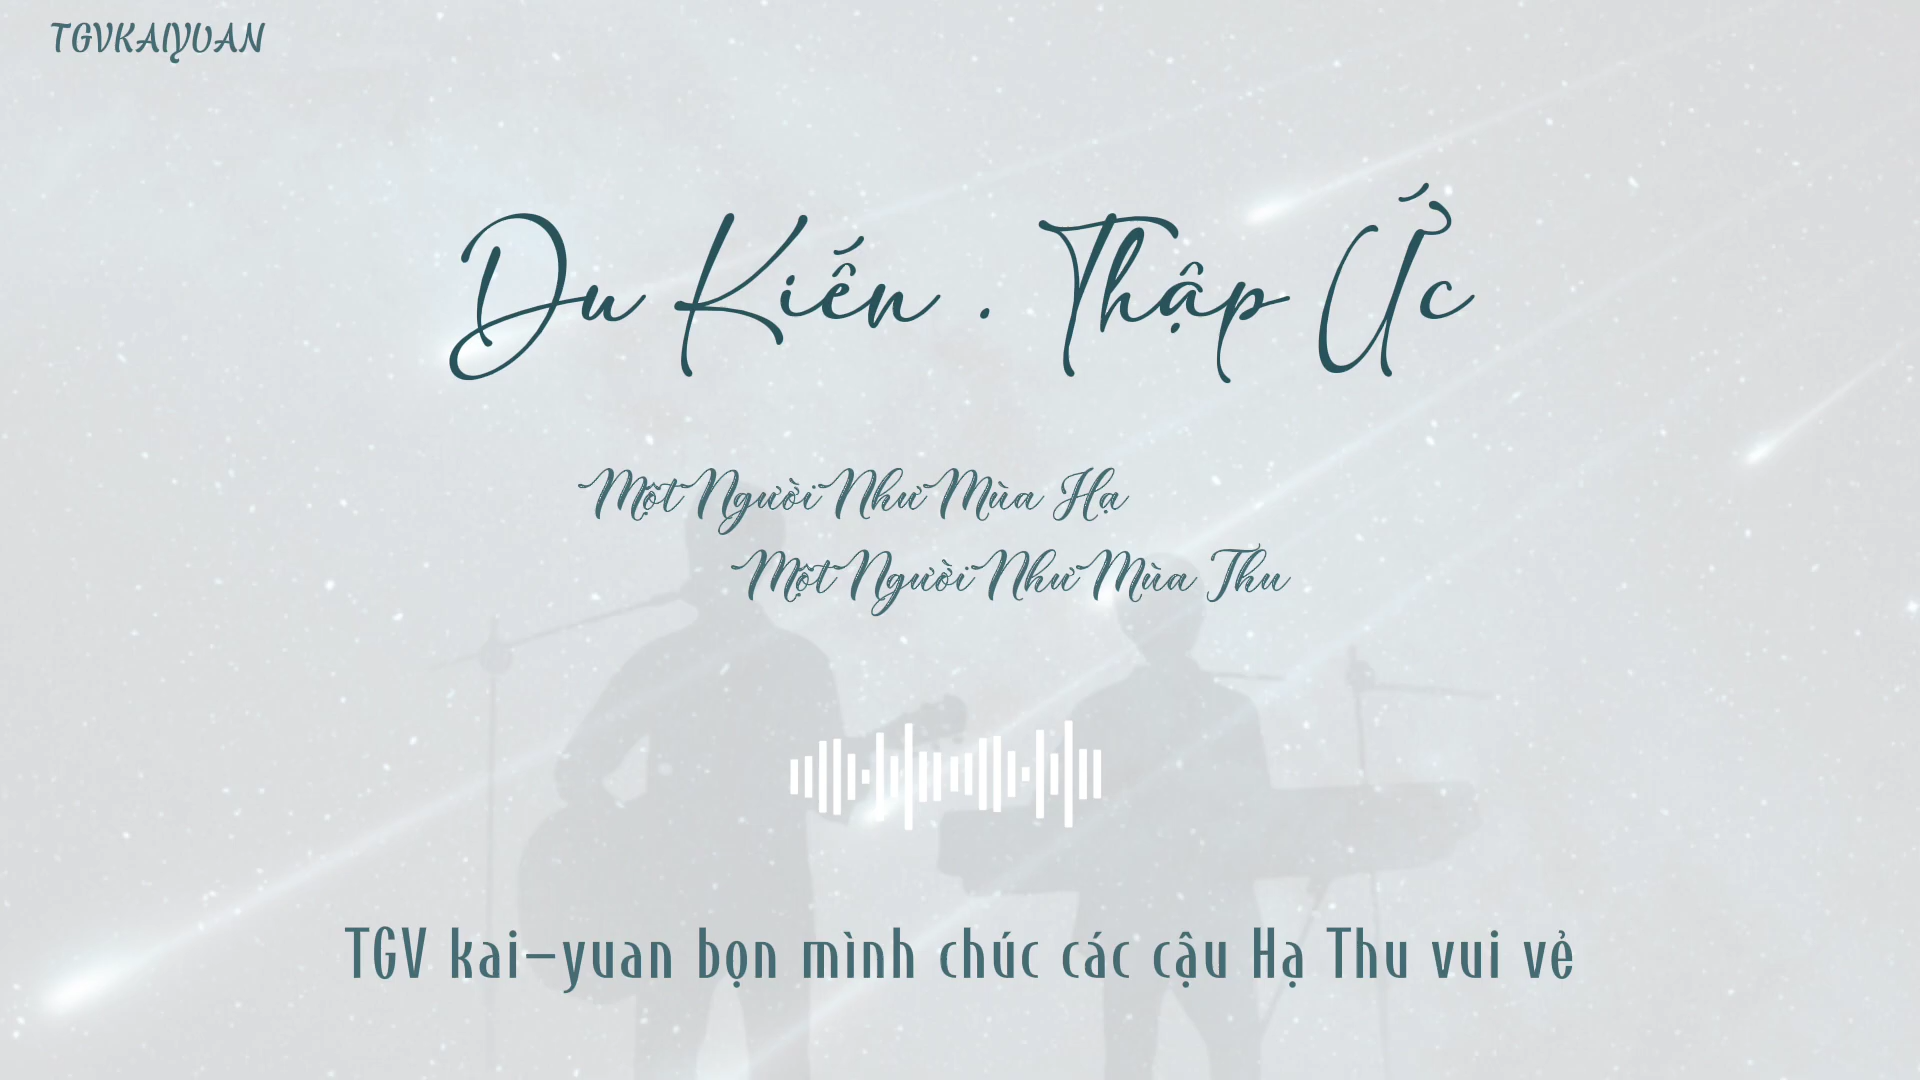 TGVKAIYUAN
Du Kiến . Thập Ức
Một Người Như Mùa Hạ
Một Người Như Mùa Thu
TGV kai-yuan bọn mình chúc các cậu Hạ Thu vui vẻ